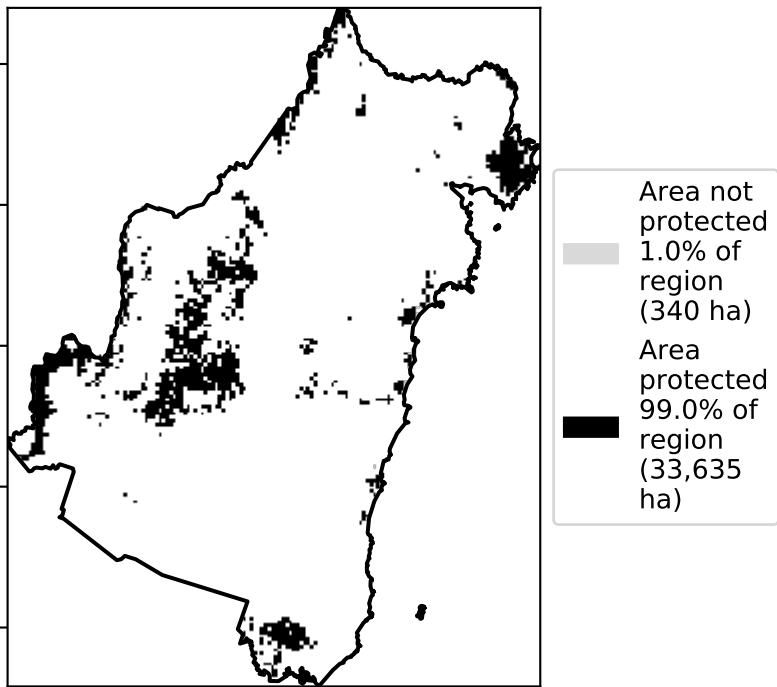 Area not
protected
1.0% of
region
(340 ha)
Area
protected
99.0% of
region
(33,635
ha)